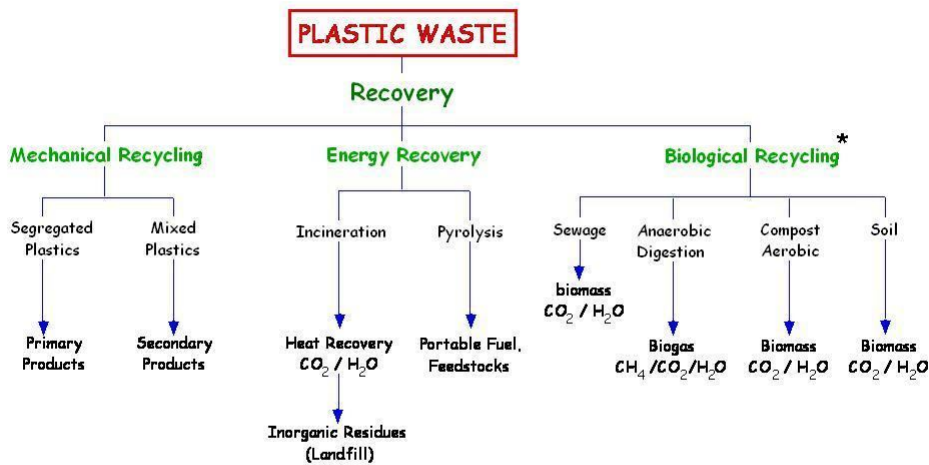 PLASTIC WASTE
Recovery
Mechanical Recycling
Energy Recovery
Biological Recycling *
Segregated
Plastics
Mixed
Plastics
Incineration
Pyrolysis
Sewage
Anaerobic
Digestion
Compost
Aerobic
Soil
biomass
CO₂ / H₂O
Primary
Products
Secondary
Products
Heat Recovery
CO₂ / H₂O
Portable Fuel,
Feedstocks
Biogas
CH₄ /CO₂/H₂O
Biomass
CO₂ / H₂O
Biomass
CO₂ / H₂O
Inorganic Residues
(Landfill)